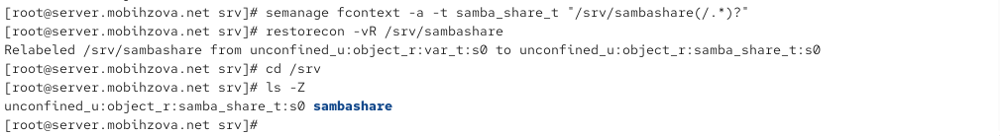 [root@server.mobihzova.net srv]# semanage fcontext -a -t samba_share_t "/srv/sambashare(/.*)?"
[root@server.mobihzova.net srv]# restorecon -vR /srv/sambashare
Relabeled /srv/sambashare from unconfined_u:object_r:var_t:s0 to unconfined_u:object_r:samba_share_t:s0
[root@server.mobihzova.net srv]# cd /srv
[root@server.mobihzova.net srv]# ls -Z
unconfined_u:object_r:samba_share_t:s0 sambashare
[root@server.mobihzova.net srv]#